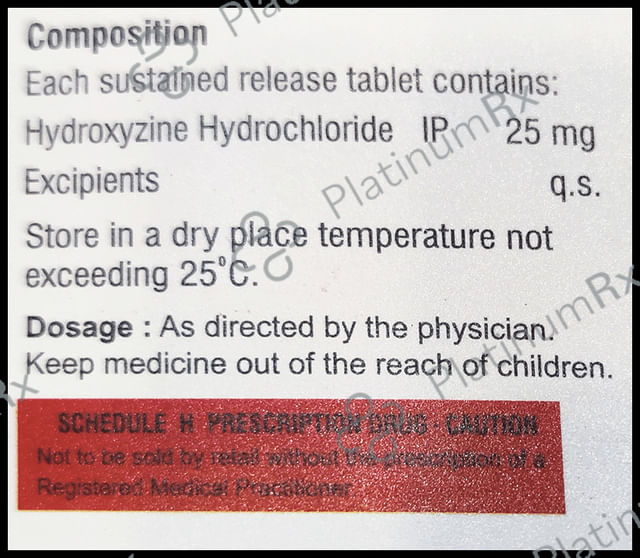 Composition
Each sustained release tablet contains:
Hydroxyzine Hydrochloride IP 25 mg
Excipients q.s.
Store in a dry place temperature not
exceeding 25°C.
Dosage : As directed by the physician.
Keep medicine out of the reach of children.
SCHEDULE H PRESCRIPTION DRUG - CAUTION
Not to be sold by retail without the prescription of a
Registered Medical Practitioner
PlatinumRx
PlatinumRx